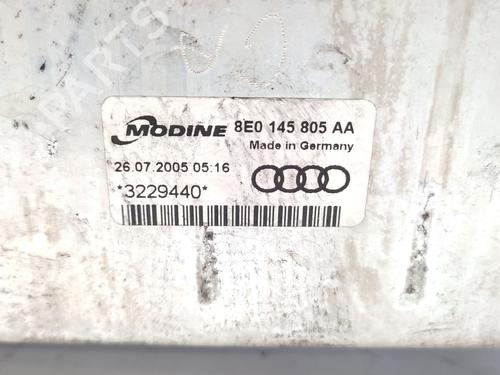 MODINE 8E0 145 805 AA
Made in Germany
26.07.2005 05:16
*3229440*